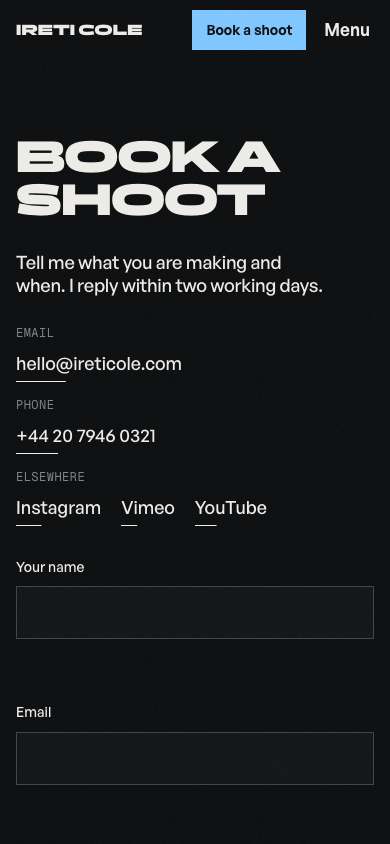 IRETI COLE
Book a shoot
Menu
BOOK A
SHOOT
Tell me what you are making and
when. I reply within two working days.
EMAIL
hello@ireticole.com
PHONE
+44 20 7946 0321
ELSEWHERE
Instagram Vimeo YouTube
Your name
Email